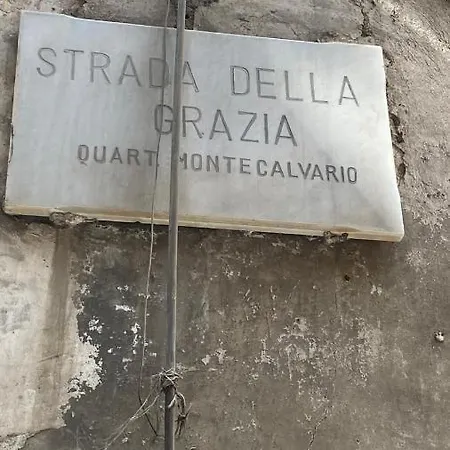 STRADA DELLA
GRAZIA
QUART. MONTECALVARIO